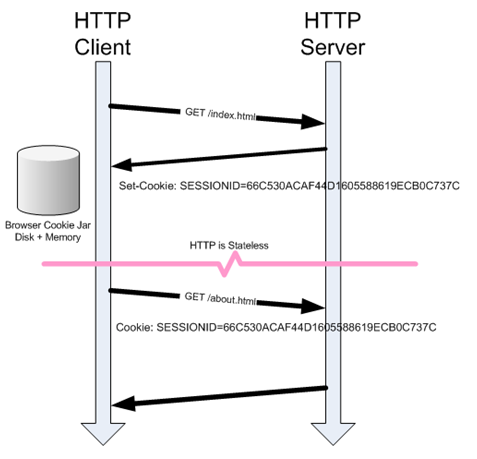 HTTP
Client
HTTP
Server
GET /index.html
Set-Cookie: SESSIONID=66C530ACAF44D1605588619ECB0C737C
Browser Cookie Jar
Disk + Memory
HTTP is Stateless
GET /about.html
Cookie: SESSIONID=66C530ACAF44D1605588619ECB0C737C